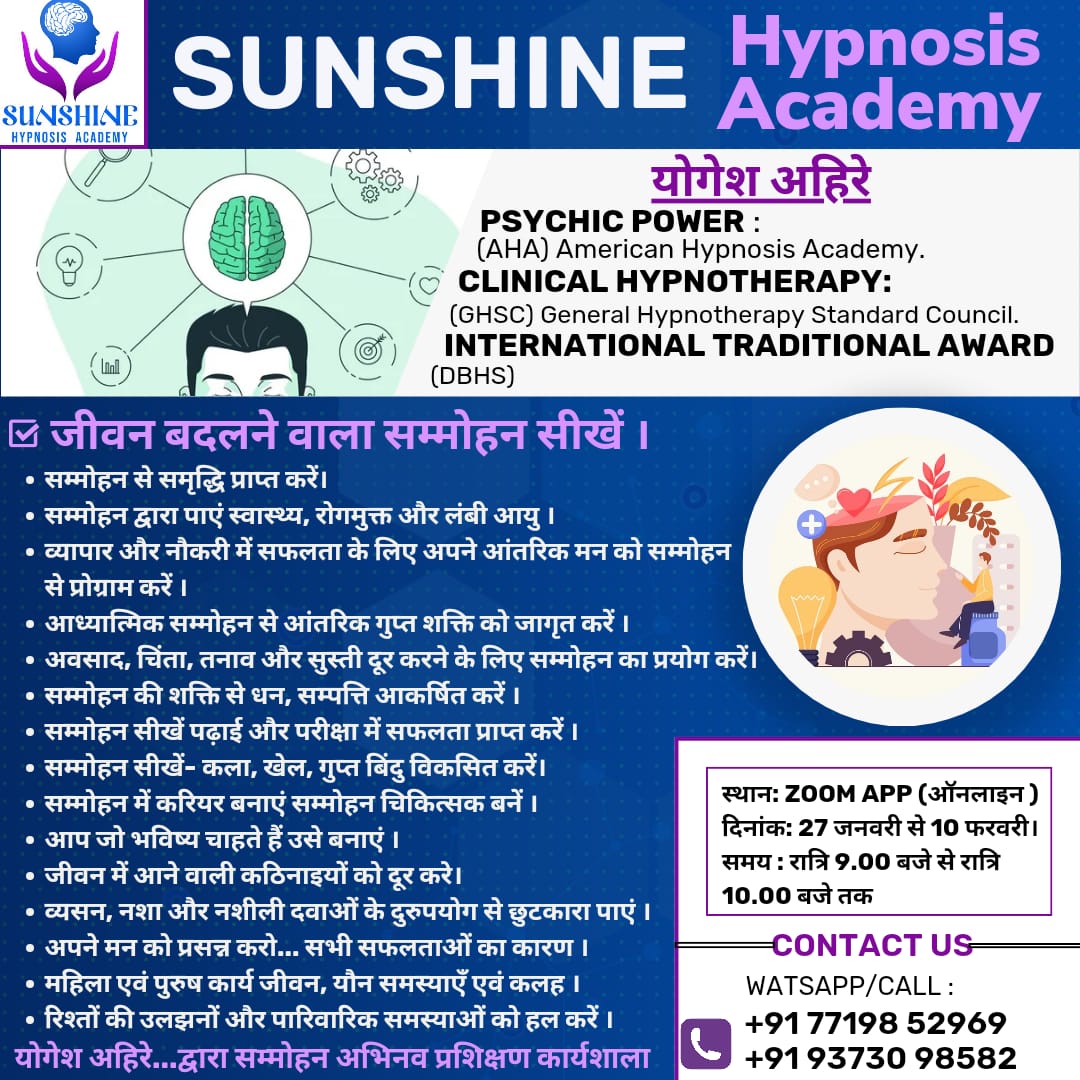 SUNSHINE
HYPNOSIS ACADEMY
SUNSHINE
Hypnosis
Academy
योगेश अहिरे
PSYCHIC POWER :
(AHA) American Hypnosis Academy.
CLINICAL HYPNOTHERAPY:
(GHSC) General Hypnotherapy Standard Council.
INTERNATIONAL TRADITIONAL AWARD
(DBHS)
जीवन बदलने वाला सम्मोहन सीखें ।
• सम्मोहन से समृद्धि प्राप्त करें।
• सम्मोहन द्वारा पाएं स्वास्थ्य, रोगमुक्त और लंबी आयु ।
• व्यापार और नौकरी में सफलता के लिए अपने आंतरिक मन को सम्मोहन
से प्रोग्राम करें ।
• आध्यात्मिक सम्मोहन से आंतरिक गुप्त शक्ति को जागृत करें ।
• अवसाद, चिंता, तनाव और सुस्ती दूर करने के लिए सम्मोहन का प्रयोग करें।
• सम्मोहन की शक्ति से धन, सम्पत्ति आकर्षित करें ।
• सम्मोहन सीखें पढ़ाई और परीक्षा में सफलता प्राप्त करें ।
• सम्मोहन सीखें- कला, खेल, गुप्त बिंदु विकसित करें।
• सम्मोहन में करियर बनाएं सम्मोहन चिकित्सक बनें ।
• आप जो भविष्य चाहते हैं उसे बनाएं ।
• जीवन में आने वाली कठिनाइयों को दूर करे।
• व्यसन, नशा और नशीली दवाओं के दुरुपयोग से छुटकारा पाएं ।
• अपने मन को प्रसन्न करो... सभी सफलताओं का कारण ।
• महिला एवं पुरुष कार्य जीवन, यौन समस्याएँ एवं कलह ।
• रिश्तों की उलझनों और पारिवारिक समस्याओं को हल करें ।
योगेश अहिरे...द्वारा सम्मोहन अभिनव प्रशिक्षण कार्यशाला
स्थान: ZOOM APP (ऑनलाइन )
दिनांक: 27 जनवरी से 10 फरवरी।
समय : रात्रि 9.00 बजे से रात्रि
10.00 बजे तक
CONTACT US
WATSAPP/CALL :
+91 77198 52969
+91 93730 98582